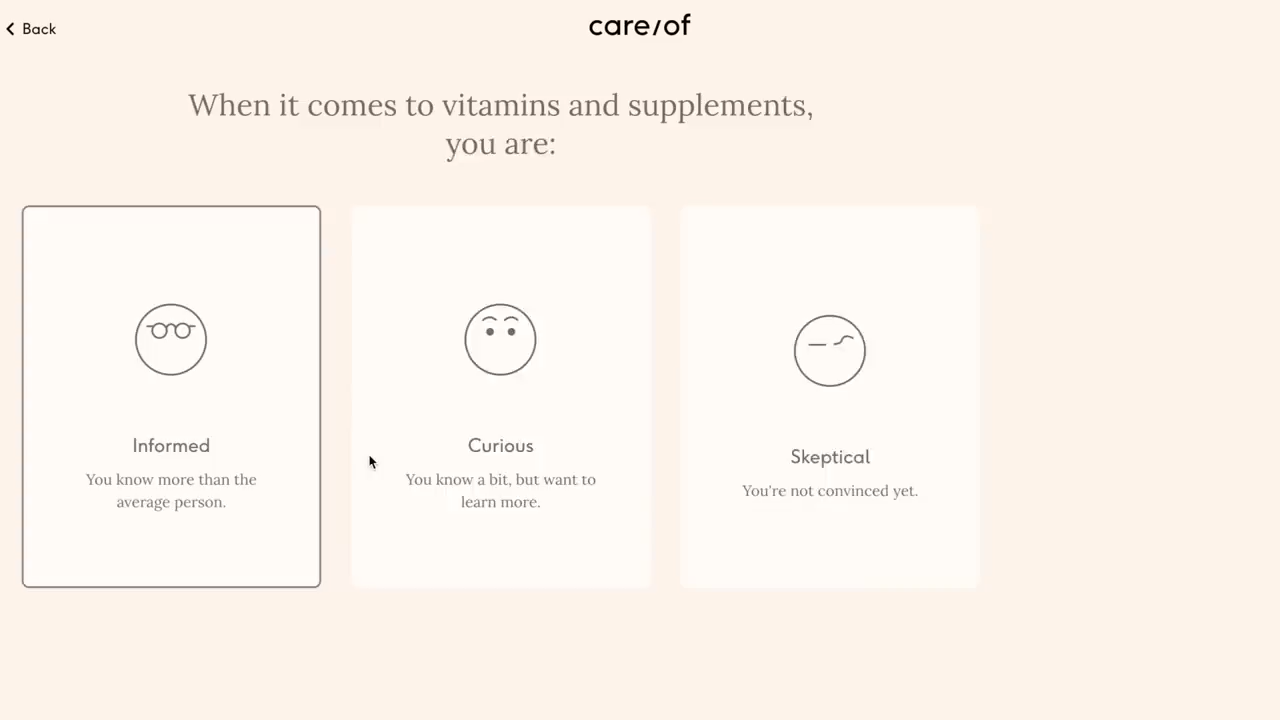 Back
care/of
When it comes to vitamins and supplements,
you are:
Informed
You know more than the
average person.
Curious
You know a bit, but want to
learn more.
Skeptical
You're not convinced yet.